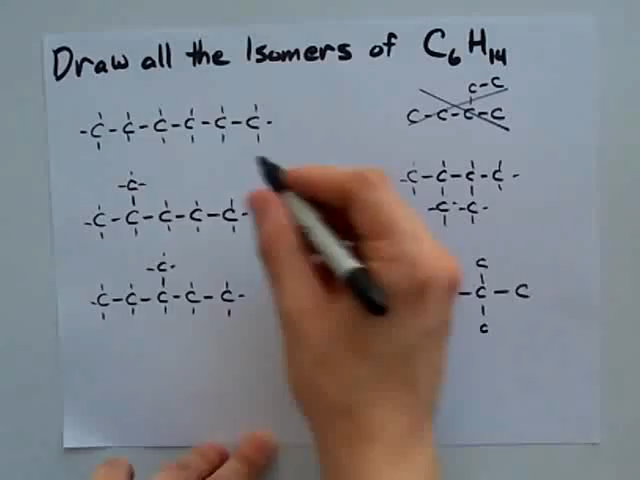 Draw all the Isomers of C₆H₁₄
C-C
C-C-C-C
-C-C-C-C-C-C-
-C-
-C-C-C-C-
-C-C-C-C-C-
-C-C-
C
-C-
-C-C
-C-C-C-C-C-
C